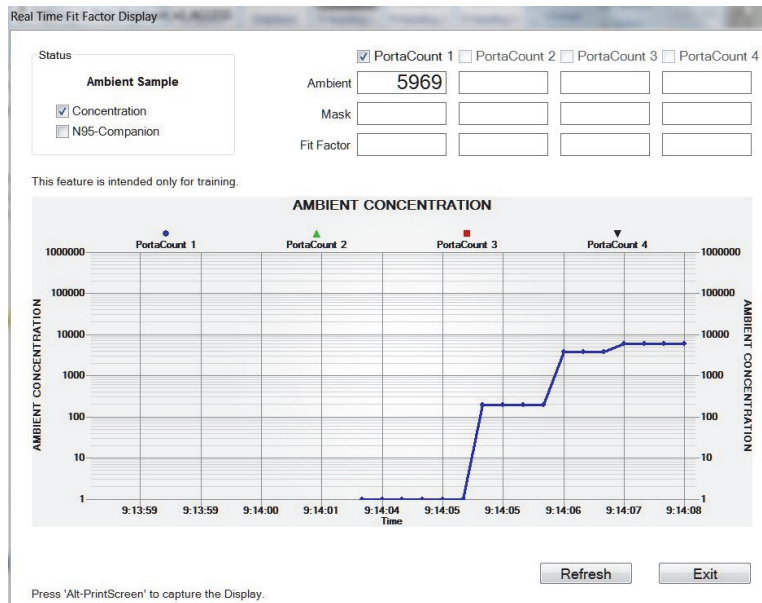 Real Time Fit Factor Display
Status
Ambient Sample
Concentration
N95-Companion
PortaCount 1 PortaCount 2 PortaCount 3 PortaCount 4
Ambient 5969
Mask
Fit Factor
This feature is intended only for training.
AMBIENT CONCENTRATION
PortaCount 1 PortaCount 2 PortaCount 3 PortaCount 4
1000000 1000000
100000 100000
10000 10000
1000 1000
100 100
10 10
1 1
AMBIENT CONCENTRATION
AMBIENT CONCENTRATION
9:13:59 9:13:59 9:14:00 9:14:01 9:14:04 9:14:05 9:14:05 9:14:06 9:14:07 9:14:08
Time
Refresh Exit
Press 'Alt-PrintScreen' to capture the Display.